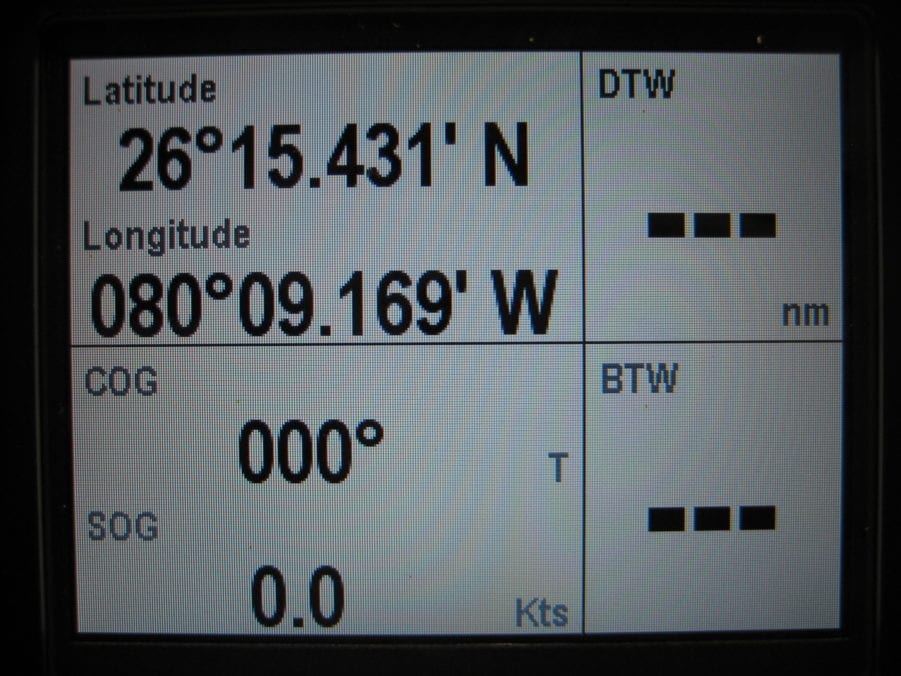 Latitude
26°15.431' N
Longitude
080°09.169' W
COG
000°
T
SOG
0.0
Kts
DTW
---
nm
BTW
---